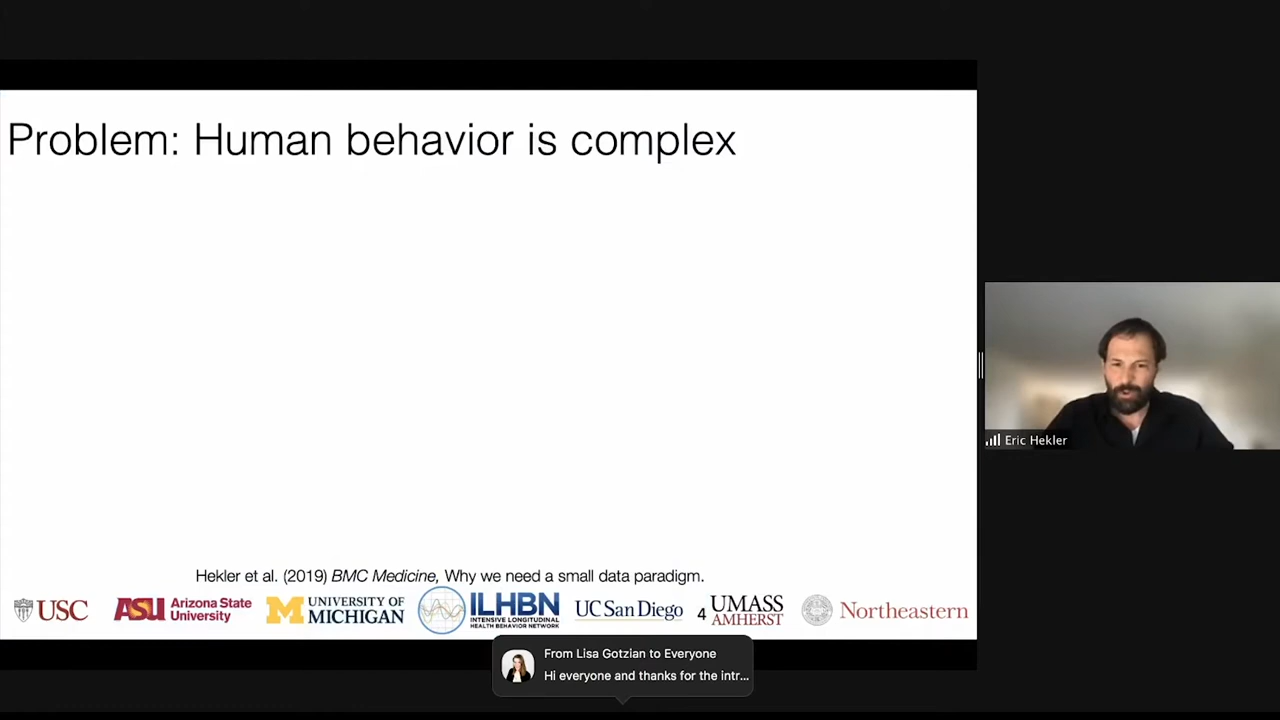 Problem: Human behavior is complex
Hekler et al. (2019) BMC Medicine, Why we need a small data paradigm.
USC
ASU Arizona State
University
M UNIVERSITY OF
MICHIGAN
ILHBN
INTENSIVE LONGITUDINAL
HEALTH BEHAVIOR NETWORK
UC San Diego
4
UMASS
AMHERST
Northeastern
Eric Hekler
From Lisa Gotzian to Everyone
Hi everyone and thanks for the intr...